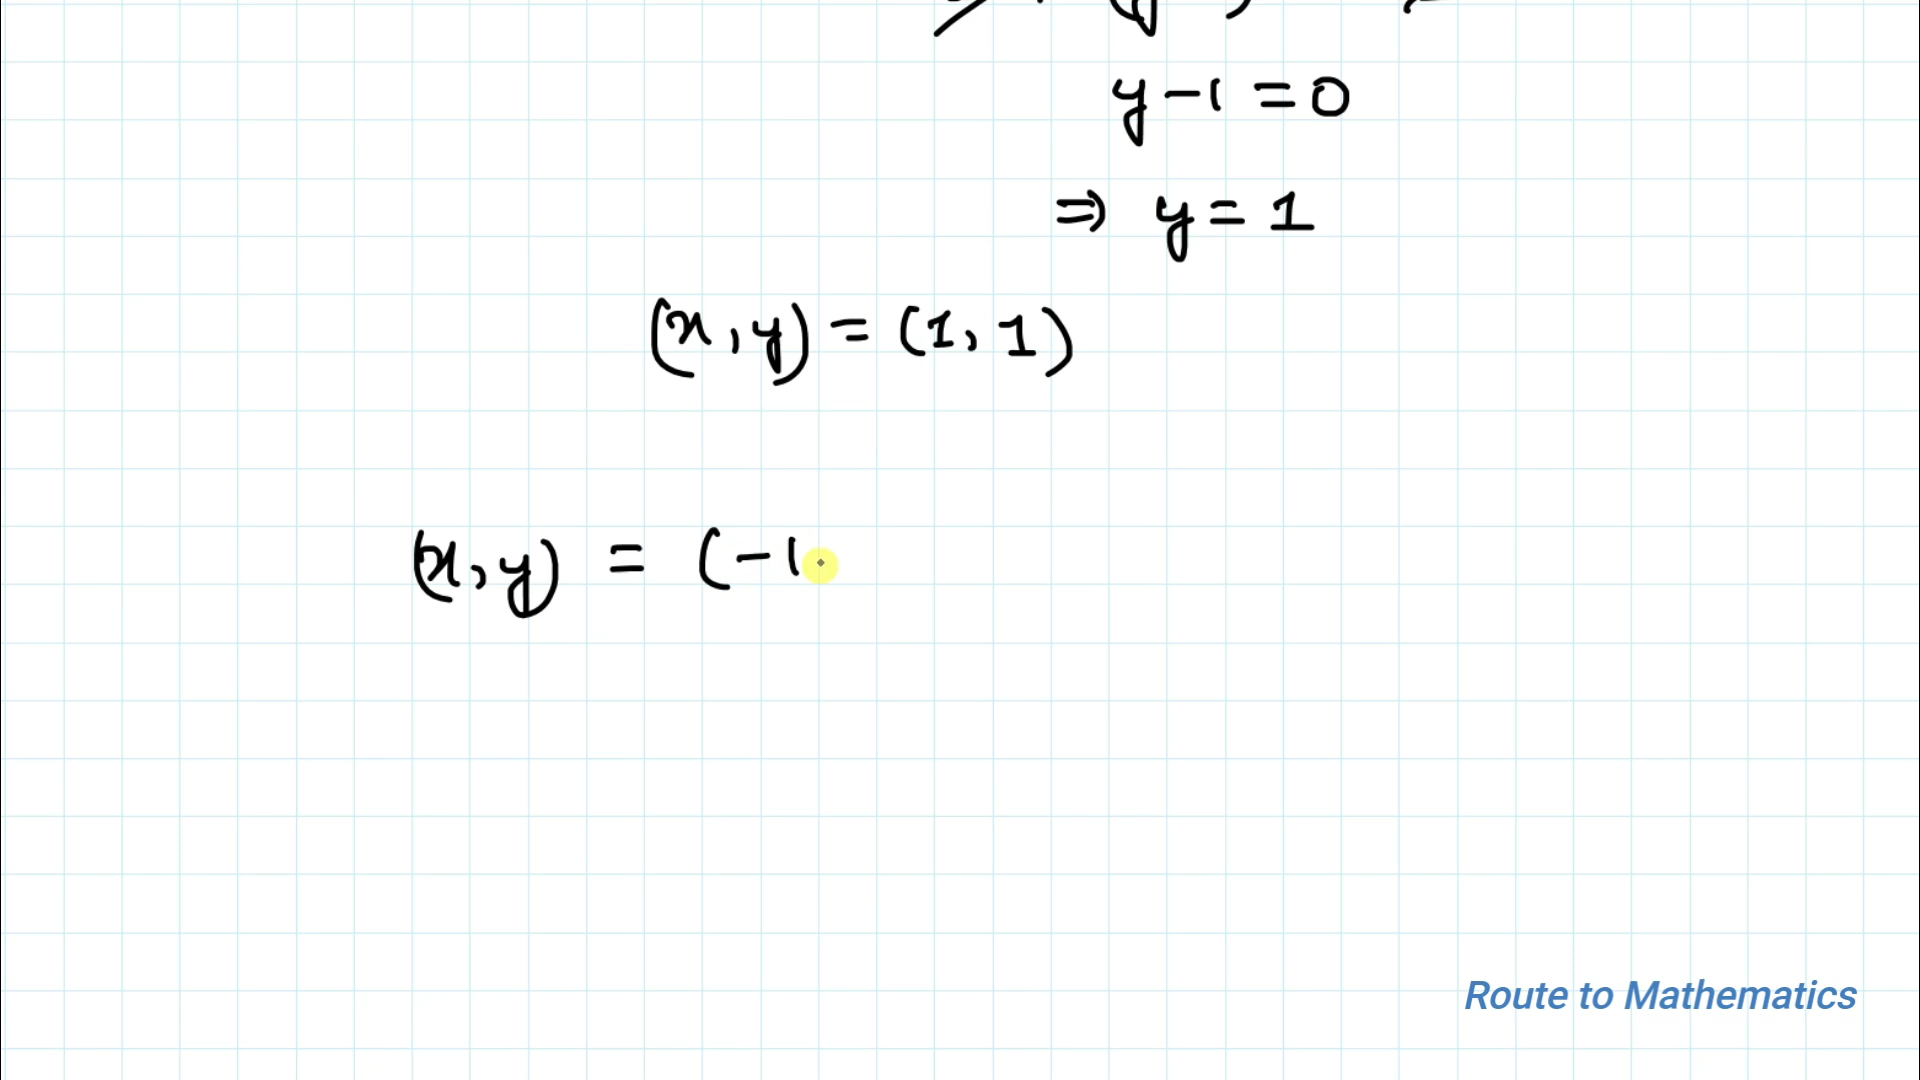 y-1=0
⇒ y=1
(x,y)=(1,1)
(x,y) = (-1
Route to Mathematics